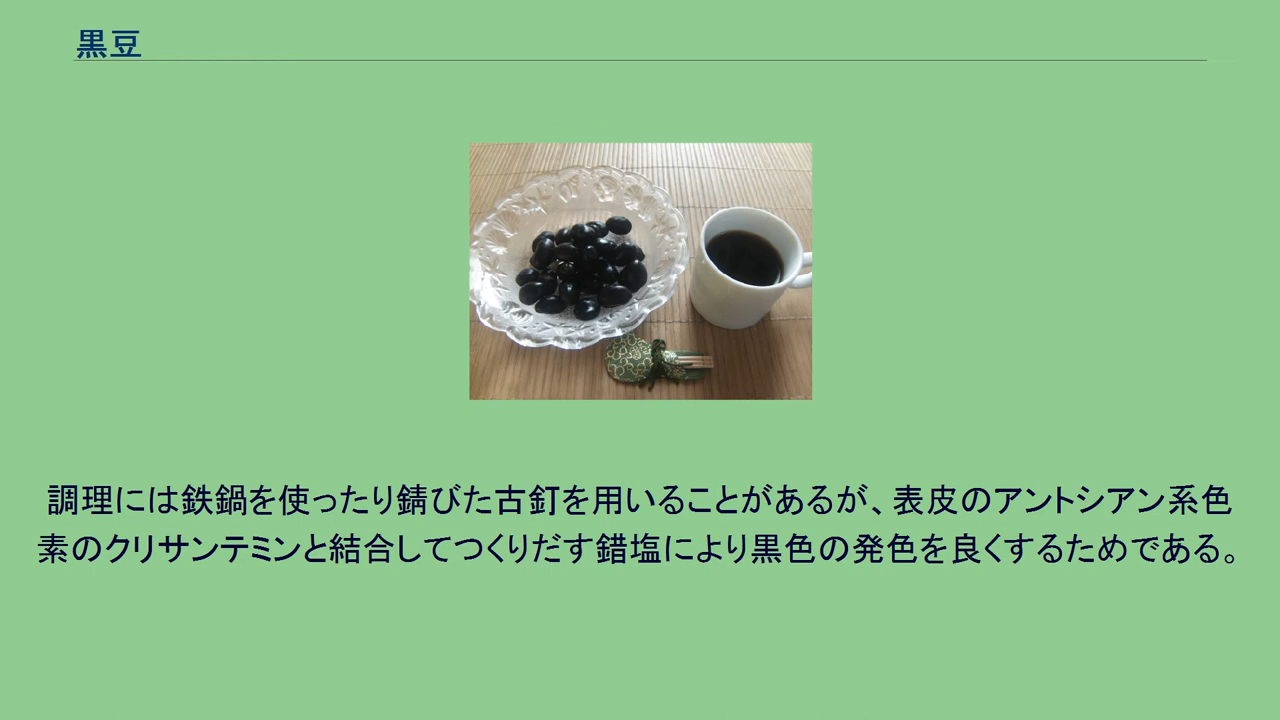 黒豆
調理には鉄鍋を使ったり錆びた古釘を用いることがあるが、表皮のアントシアン系色
素のクリサンテミンと結合してつくりだす錯塩により黒色の発色を良くするためである。